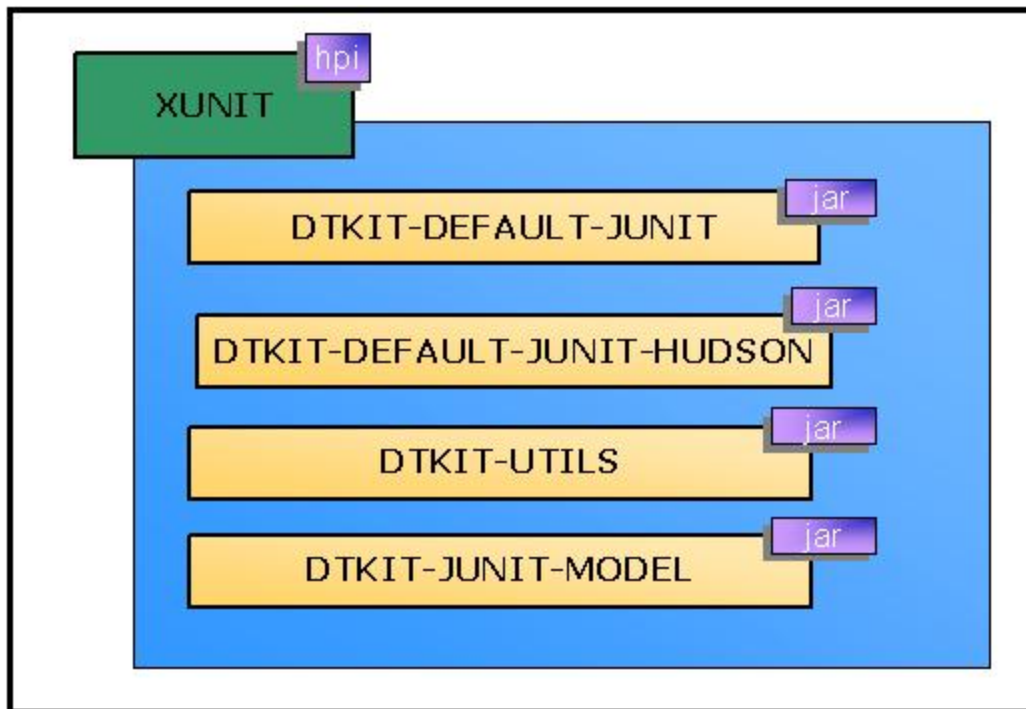 hpi
XUNIT
jar
DTKIT-DEFAULT-JUNIT
jar
DTKIT-DEFAULT-JUNIT-HUDSON
jar
DTKIT-UTILS
jar
DTKIT-JUNIT-MODEL